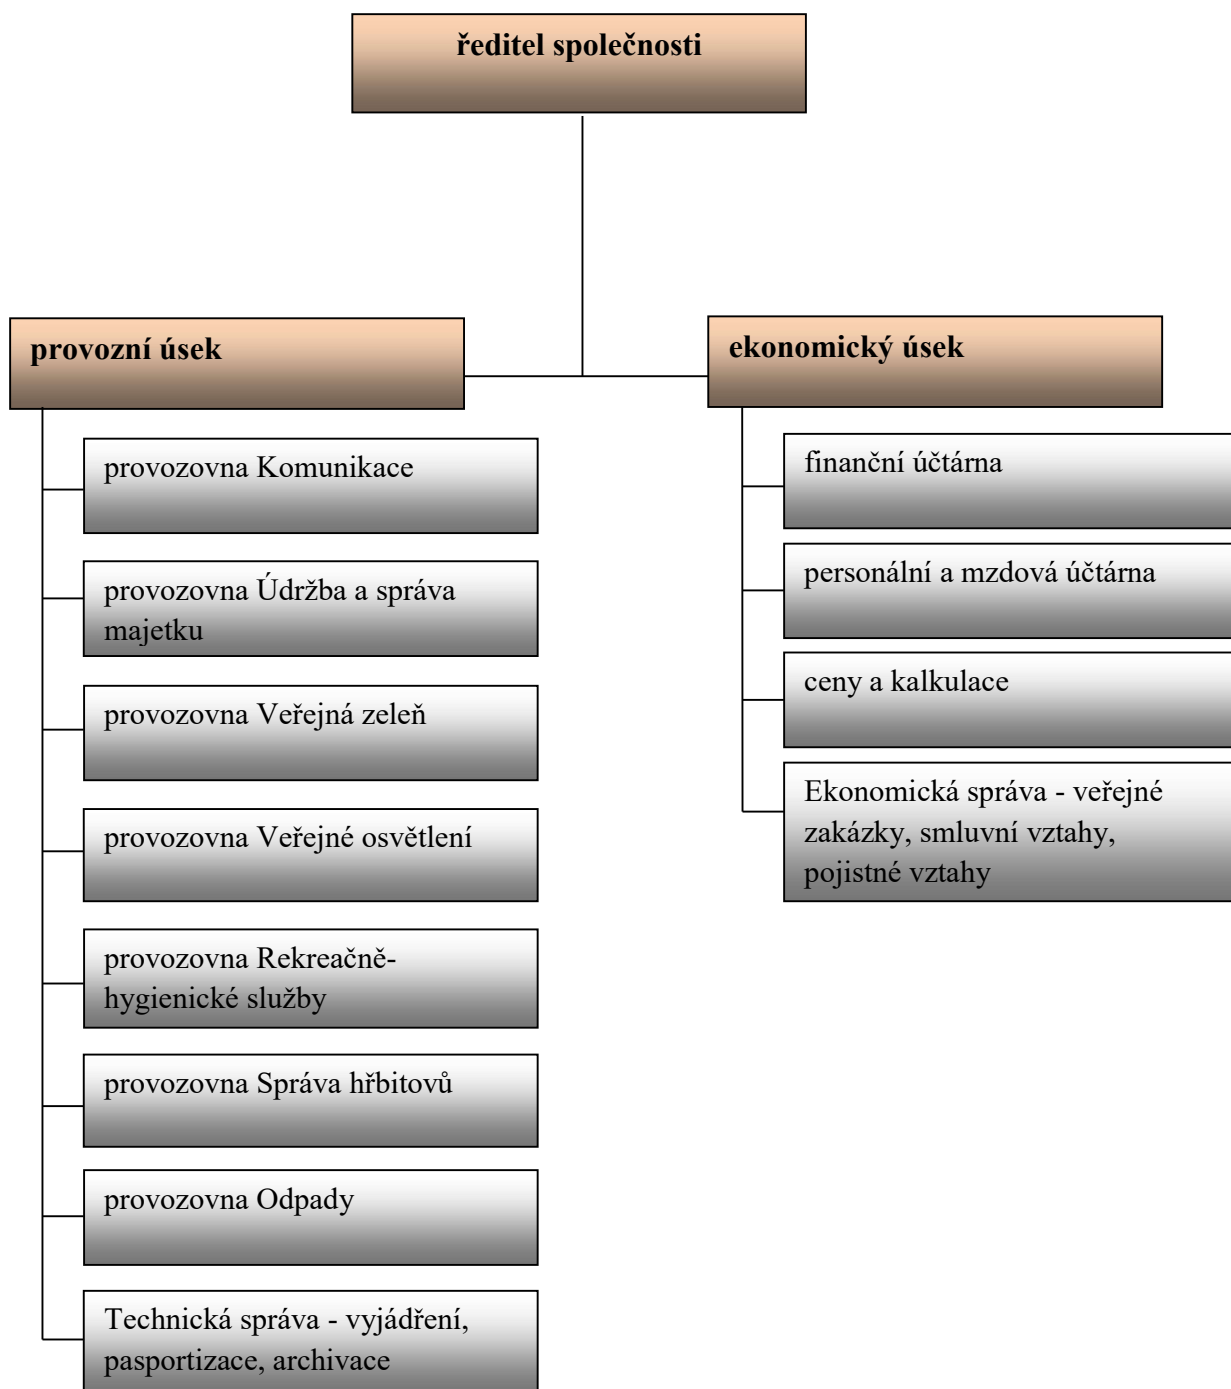 ředitel společnosti
provozní úsek
provozovna Komunikace
provozovna Údržba a správa
majetku
provozovna Veřejná zeleň
provozovna Veřejné osvětlení
provozovna Rekreačně-
hygienické služby
provozovna Správa hřbitovů
provozovna Odpady
Technická správa - vyjádření,
pasportizace, archivace
ekonomický úsek
finanční účtárna
personální a mzdová účtárna
ceny a kalkulace
Ekonomická správa - veřejné
zakázky, smluvní vztahy,
pojistné vztahy